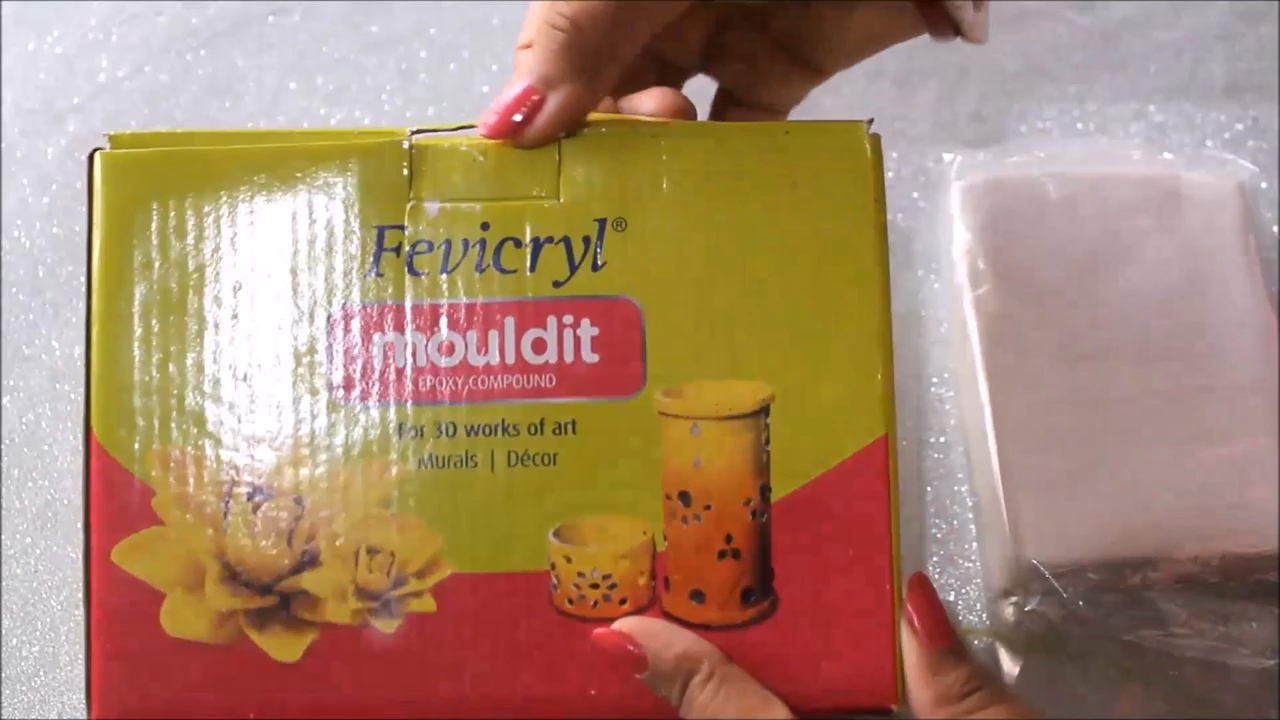 Fevicryl®
mouldit
EPOXY COMPOUND
For 3D works of art
Murals | Décor